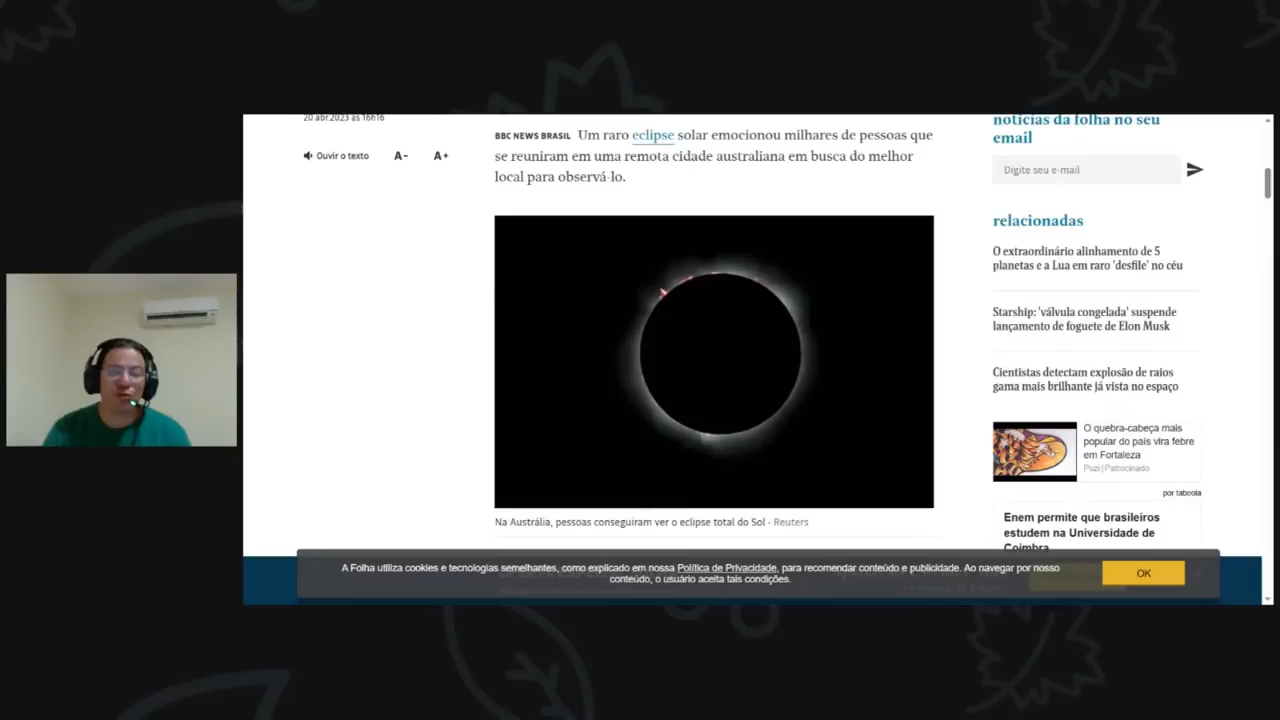 20 abr.2023 às 16h16
Ouvir o texto A- A+
BBC NEWS BRASIL Um raro eclipse solar emocionou milhares de pessoas que
se reuniram em uma remota cidade australiana em busca do melhor
local para observá-lo.
Na Austrália, pessoas conseguiram ver o eclipse total do Sol - Reuters
notícias da folha no seu
email
Digite seu e-mail
relacionadas
O extraordinário alinhamento de 5
planetas e a Lua em raro 'desfile' no céu
Starship: 'válvula congelada' suspende
lançamento de foguete de Elon Musk
Cientistas detectam explosão de raios
gama mais brilhante já vista no espaço
O quebra-cabeça mais
popular do país vira febre
em Fortaleza
Puzi | Patrocinado
por taboola
Enem permite que brasileiros
estudem na Universidade de
Coimbra
A Folha utiliza cookies e tecnologias semelhantes, como explicado em nossa Política de Privacidade, para recomendar conteúdo e publicidade. Ao navegar por nosso
conteúdo, o usuário aceita tais condições.
OK